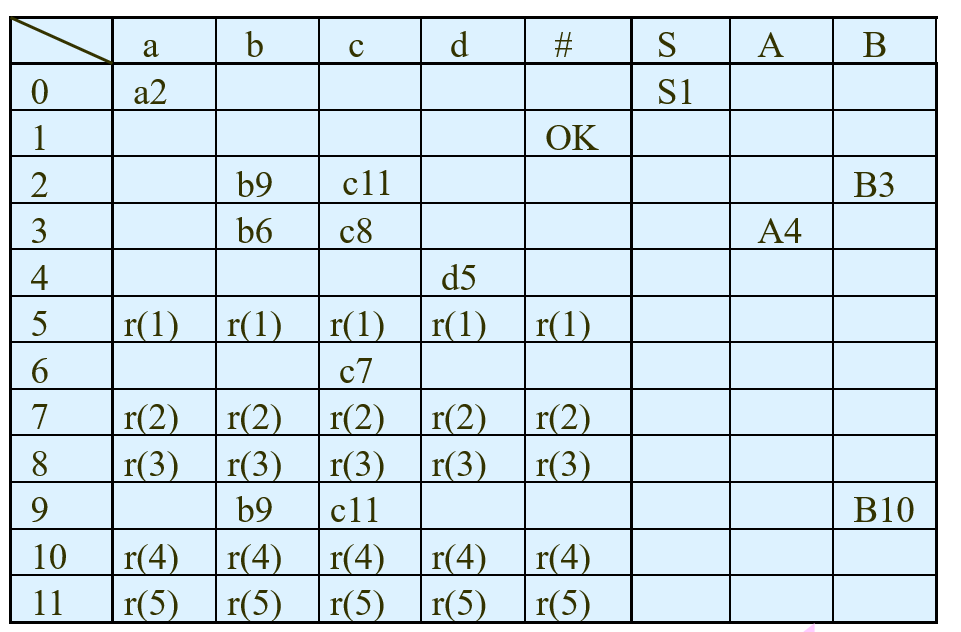 a b c d # S A B
0 a2 S1
1 OK
2 b9 c11 B3
3 b6 c8 A4
4 d5
5 r(1) r(1) r(1) r(1) r(1)
6 c7
7 r(2) r(2) r(2) r(2) r(2)
8 r(3) r(3) r(3) r(3) r(3)
9 b9 c11 B10
10 r(4) r(4) r(4) r(4) r(4)
11 r(5) r(5) r(5) r(5) r(5)